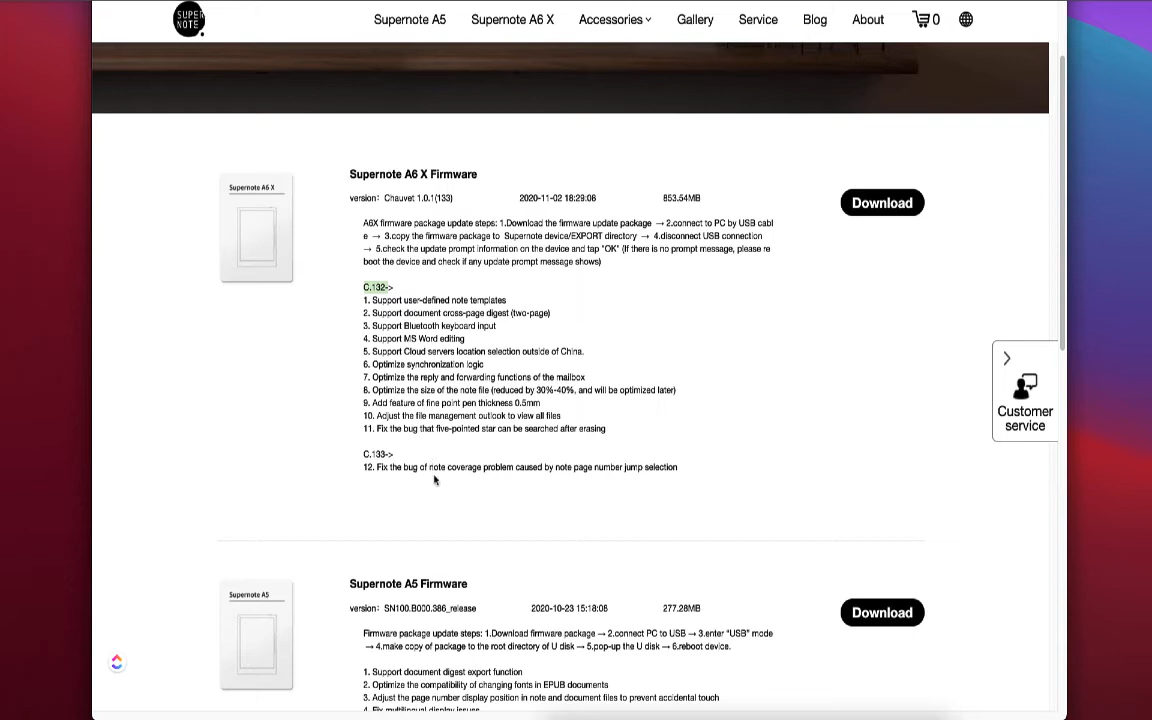 SUPER
NOTE
Supernote A5
Supernote A6 X
Accessories
Gallery
Service
Blog
About
0
Supernote A6 X
Supernote A6 X Firmware
version: Chauvet 1.0.1(133) 2020-11-02 18:29:08 853.54MB
Download
A6X firmware package update steps: 1.Download the firmware update package → 2.connect to PC by USB cabl
e → 3.copy the firmware package to Supernote device/EXPORT directory → 4.disconnect USB connection
→ 5.check the update prompt information on the device and tap "OK" (If there is no prompt message, please re
boot the device and check if any update prompt message shows)
C.132->
1. Support user-defined note templates
2. Support document cross-page digest (two-page)
3. Support Bluetooth keyboard input
4. Support MS Word editing
5. Support Cloud servers location selection outside of China.
6. Optimize synchronization logic
7. Optimize the reply and forwarding functions of the mailbox
8. Optimize the size of the note file (reduced by 30%-40%, and will be optimized later)
9. Add feature of fine point pen thickness 0.5mm
10. Adjust the file management outlook to view all files
11. Fix the bug that five-pointed star can be searched after erasing
C.133->
12. Fix the bug of note coverage problem caused by note page number jump selection
Customer
service
Supernote A5
Supernote A5 Firmware
version: SN100.B000.386_release 2020-10-23 15:18:08 277.28MB
Download
Firmware package update steps: 1.Download firmware package → 2.connect PC to USB → 3.enter "USB" mode
→ 4.make copy of package to the root directory of U disk → 5.pop-up the U disk → 6.reboot device.
1. Support document digest export function
2. Optimize the compatibility of changing fonts in EPUB documents
3. Adjust the page number display position in note and document files to prevent accidental touch
4. Fix multilingual display issues